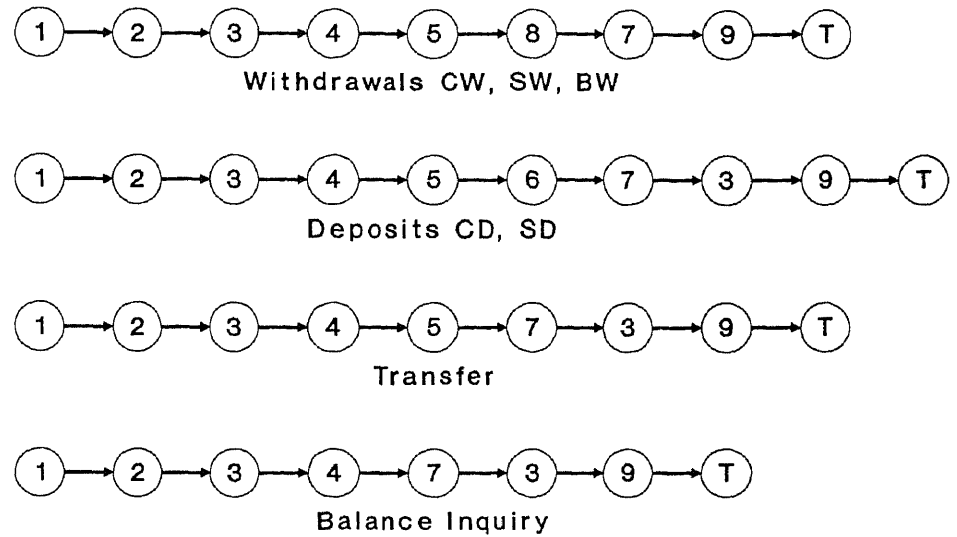 1 2 3 4 5 8 7 9 T
Withdrawals CW, SW, BW
1 2 3 4 5 6 7 3 9 T
Deposits CD, SD
1 2 3 4 5 7 3 9 T
Transfer
1 2 3 4 7 3 9 T
Balance Inquiry